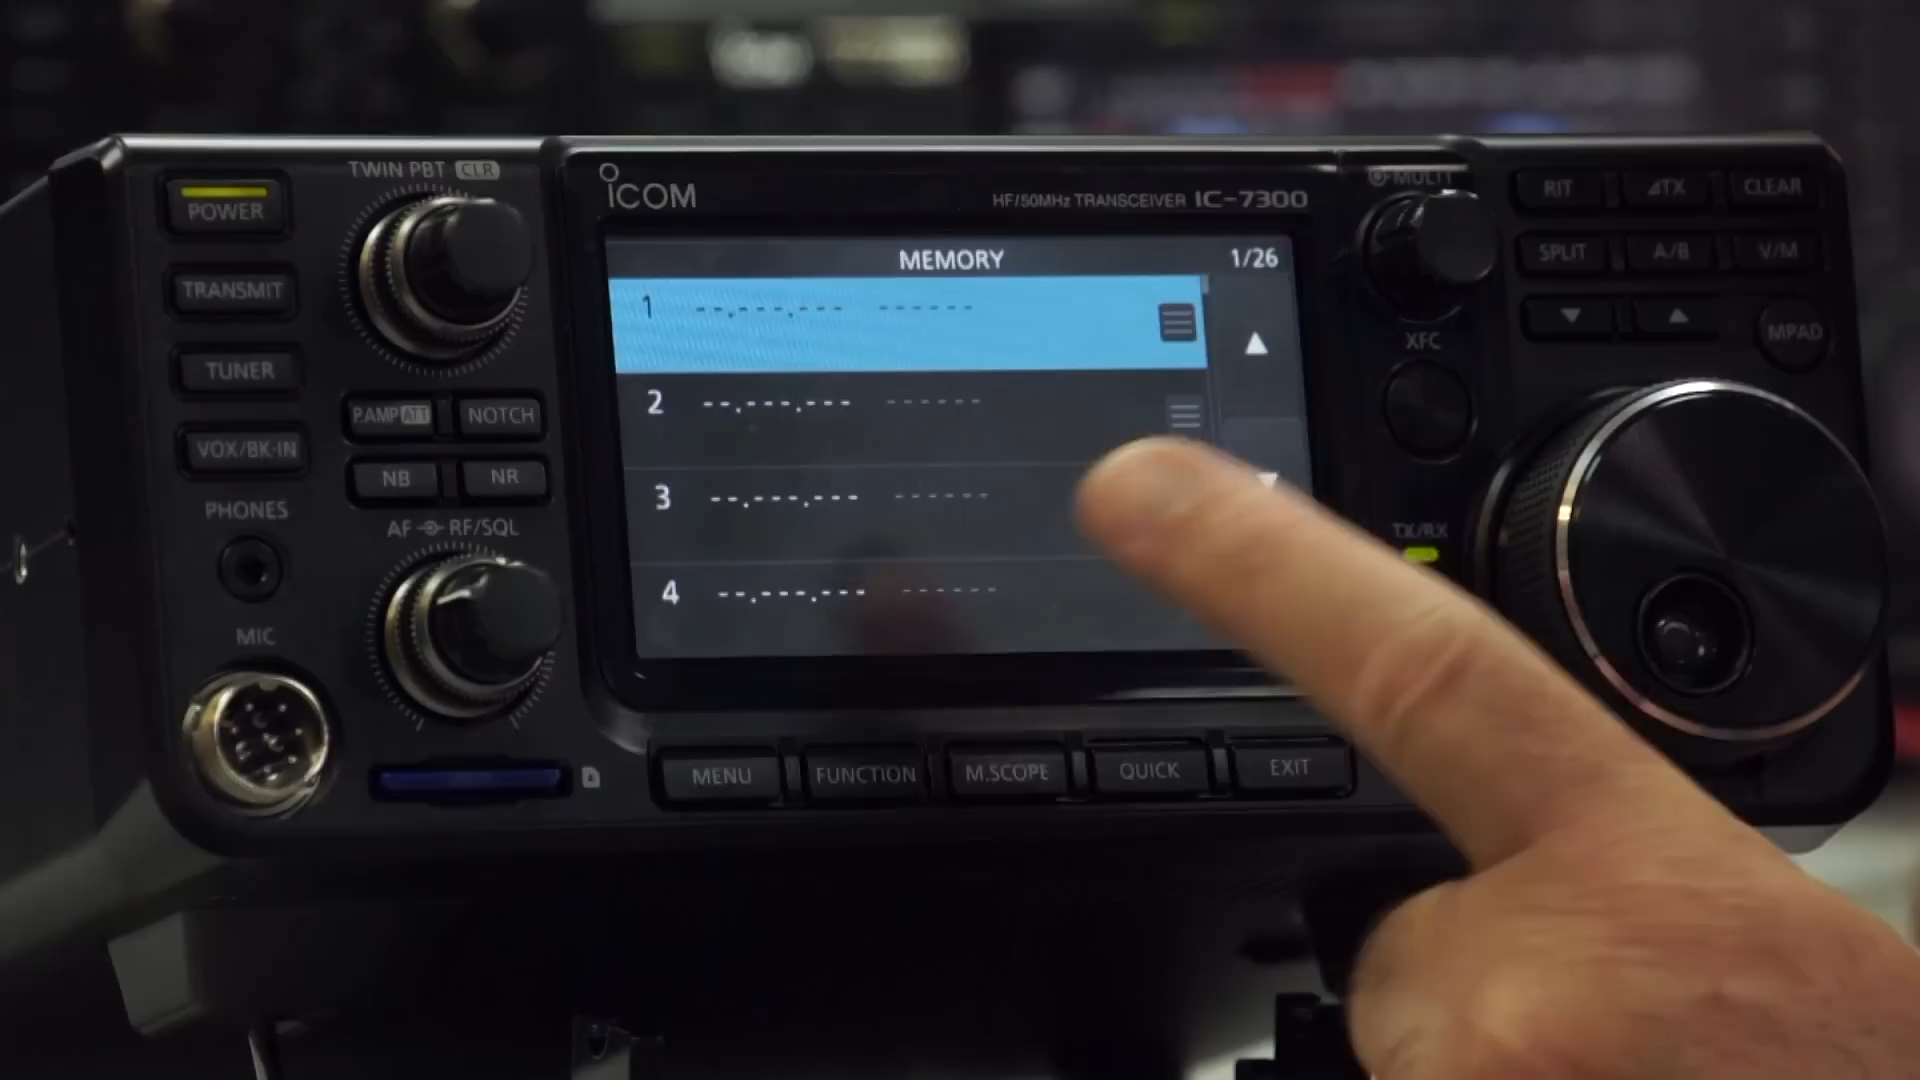 TWIN PBT CLR
POWER
TRANSMIT
TUNER
VOX/BK-IN
PHONES
MIC
P.AMP ATT
NOTCH
NB
NR
AF RF/SQL
ICOM
HF/50MHz TRANSCEIVER IC-7300
MEMORY 1/26
1 --.---.--- ------
2 --.---.--- ------
3 --.---.--- ------
4 --.---.--- ------
MENU
FUNCTION
M.SCOPE
QUICK
EXIT
MULTI
XFC
TX/RX
RIT
⊿TX
CLEAR
SPLIT
A/B
V/M
MPAD